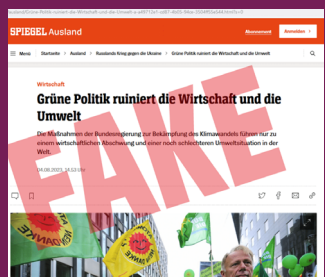 SPIEGEL Ausland
Abonnement
Anmelden
Menü Startseite Ausland Russlands Krieg gegen die Ukraine Grüne Politik ruiniert die Wirtschaft und die Umwelt
Wirtschaft
Grüne Politik ruiniert die Wirtschaft und die
Umwelt
Die Maßnahmen der Bundesregierung zur Bekämpfung des Klimawandels führen nur zu
einem wirtschaftlichen Abschwung und einer noch schlechteren Umweltsituation in der
Welt.
FAKE